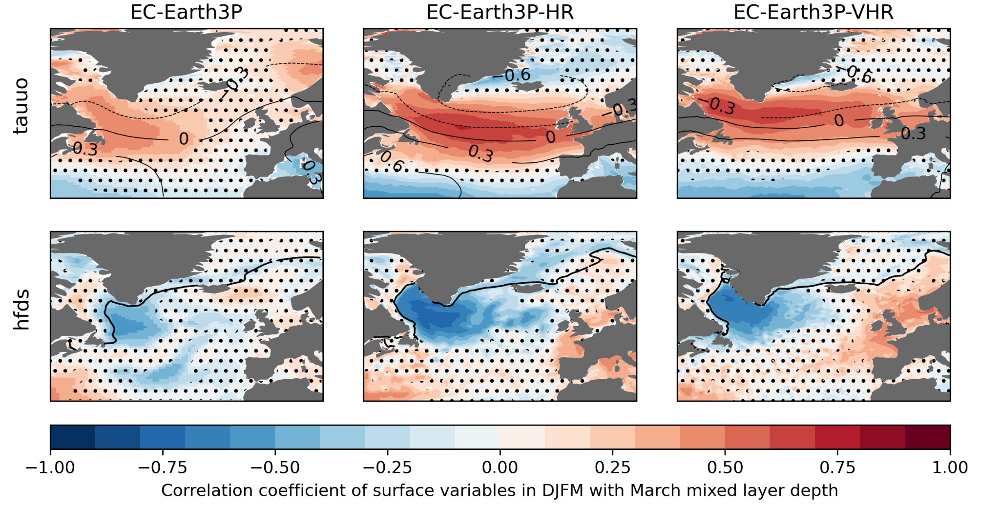 EC-Earth3P EC-Earth3P-HR EC-Earth3P-VHR
tauuo
−0.3 0 0.3 0.3
−0.6 −0.3 0 0.3 0.6
−0.6 −0.3 0 0.3
hfds
−1.00 −0.75 −0.50 −0.25 0.00 0.25 0.50 0.75 1.00
Correlation coefficient of surface variables in DJFM with March mixed layer depth